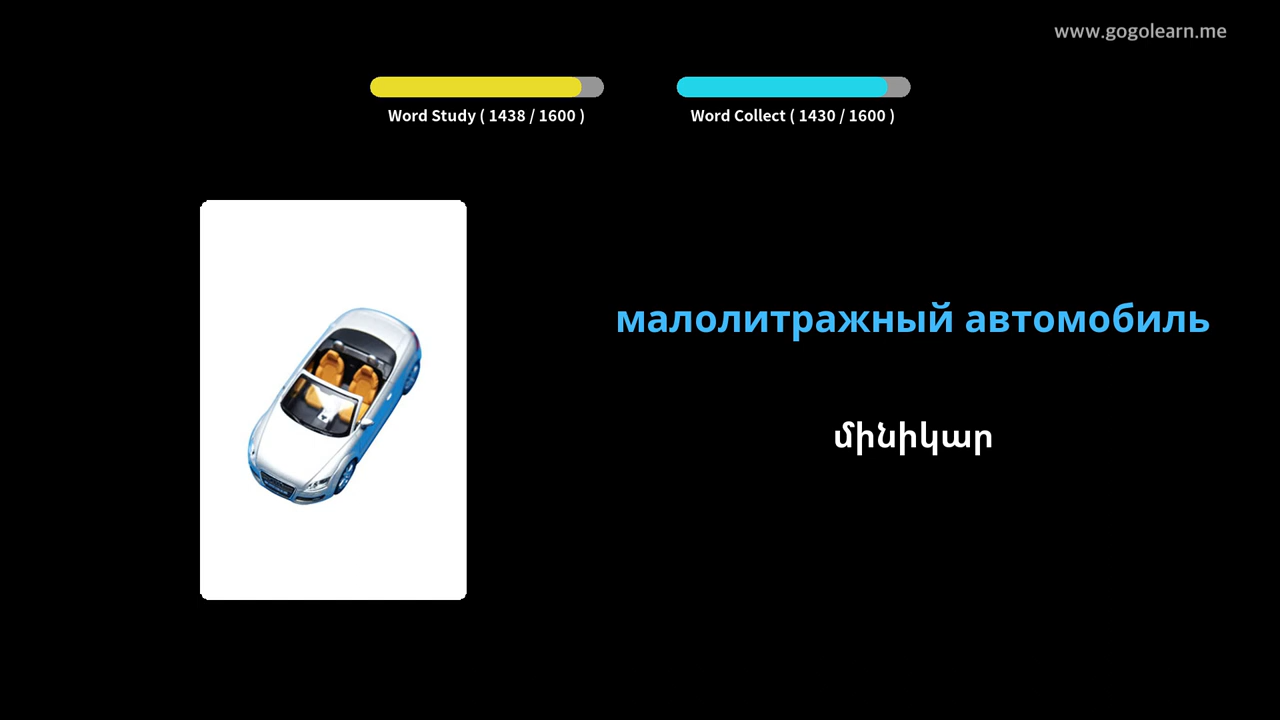 www.gogolearn.me
Word Study ( 1438 / 1600 )
Word Collect ( 1430 / 1600 )
малолитражный автомобиль
մինիկար